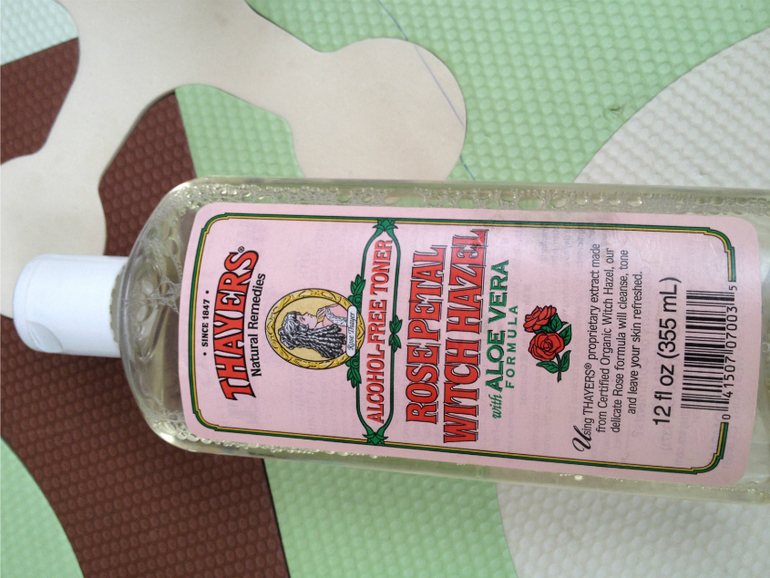 • SINCE 1847 •
THAYERS®
Natural Remedies
ALCOHOL-FREE TONER
ROSE PETAL
WITCH HAZEL
with ALOE VERA
FORMULA
Using THAYERS® proprietary extract made
from Certified Organic Witch Hazel, our
delicate Rose formula will cleanse, tone
and leave your skin refreshed.
12 fl oz (355 mL)
0 41507 07003 5